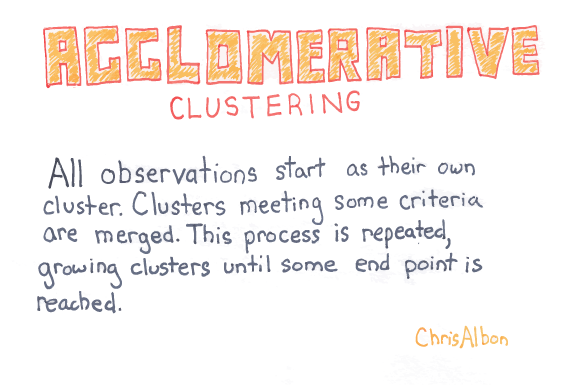 AGGLOMERATIVE
CLUSTERING
All observations start as their own
cluster. Clusters meeting some criteria
are merged. This process is repeated,
growing clusters until some end point is
reached.
ChrisAlbon